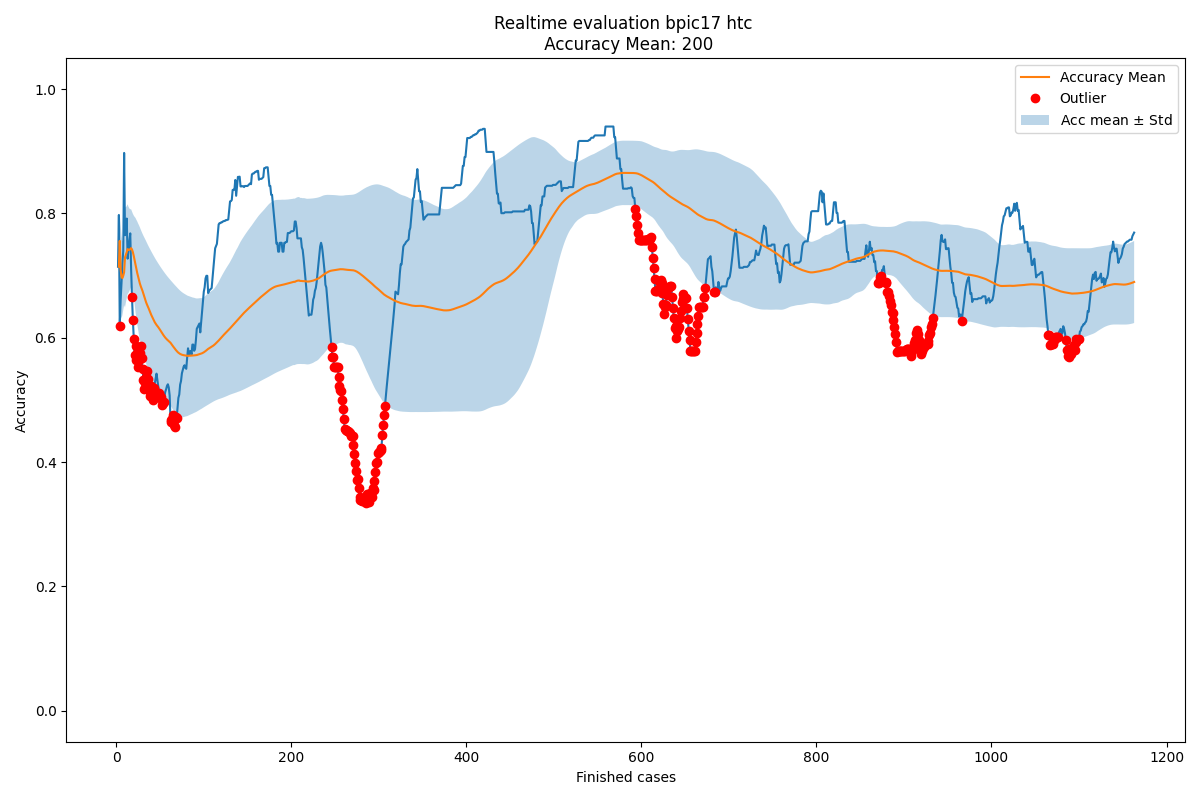 Realtime evaluation bpic17 htc
Accuracy Mean: 200
Accuracy Mean
Outlier
Acc mean ± Std
Accuracy
1.0
0.8
0.6
0.4
0.2
0.0
0
200
400
600
800
1000
1200
Finished cases